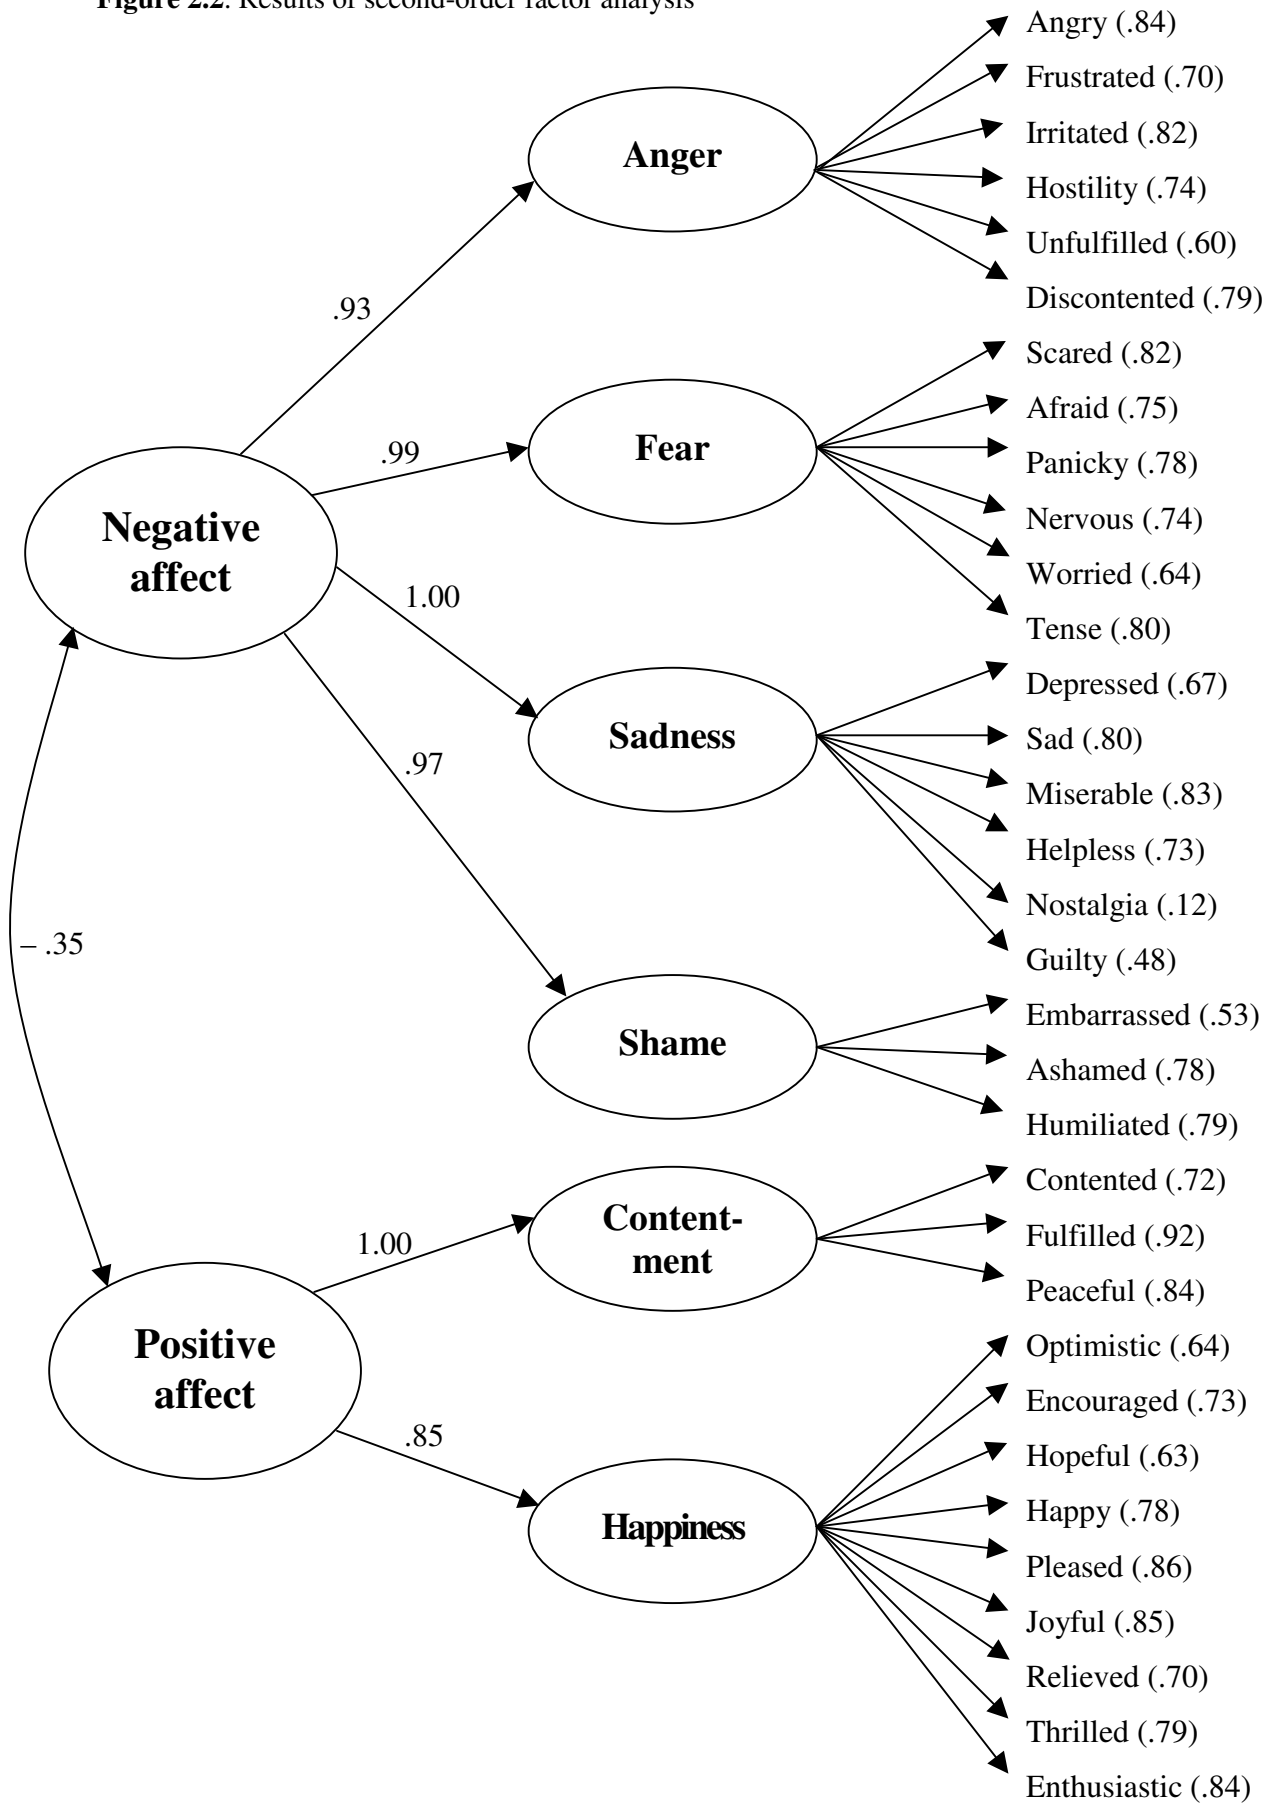 Figure 2.2. Results of second-order factor analysis
Angry (.84)
Frustrated (.70)
Irritated (.82)
Hostility (.74)
Unfulfilled (.60)
Discontented (.79)
Anger
.93
Scared (.82)
Afraid (.75)
Panicky (.78)
Nervous (.74)
Worried (.64)
Tense (.80)
Fear
.99
Negative
affect
1.00
Depressed (.67)
Sad (.80)
Miserable (.83)
Helpless (.73)
Nostalgia (.12)
Guilty (.48)
Sadness
.97
– .35
Embarrassed (.53)
Ashamed (.78)
Humiliated (.79)
Shame
Contented (.72)
Fulfilled (.92)
Peaceful (.84)
Content-
ment
1.00
Positive
affect
.85
Optimistic (.64)
Encouraged (.73)
Hopeful (.63)
Happy (.78)
Pleased (.86)
Joyful (.85)
Relieved (.70)
Thrilled (.79)
Enthusiastic (.84)
Happiness